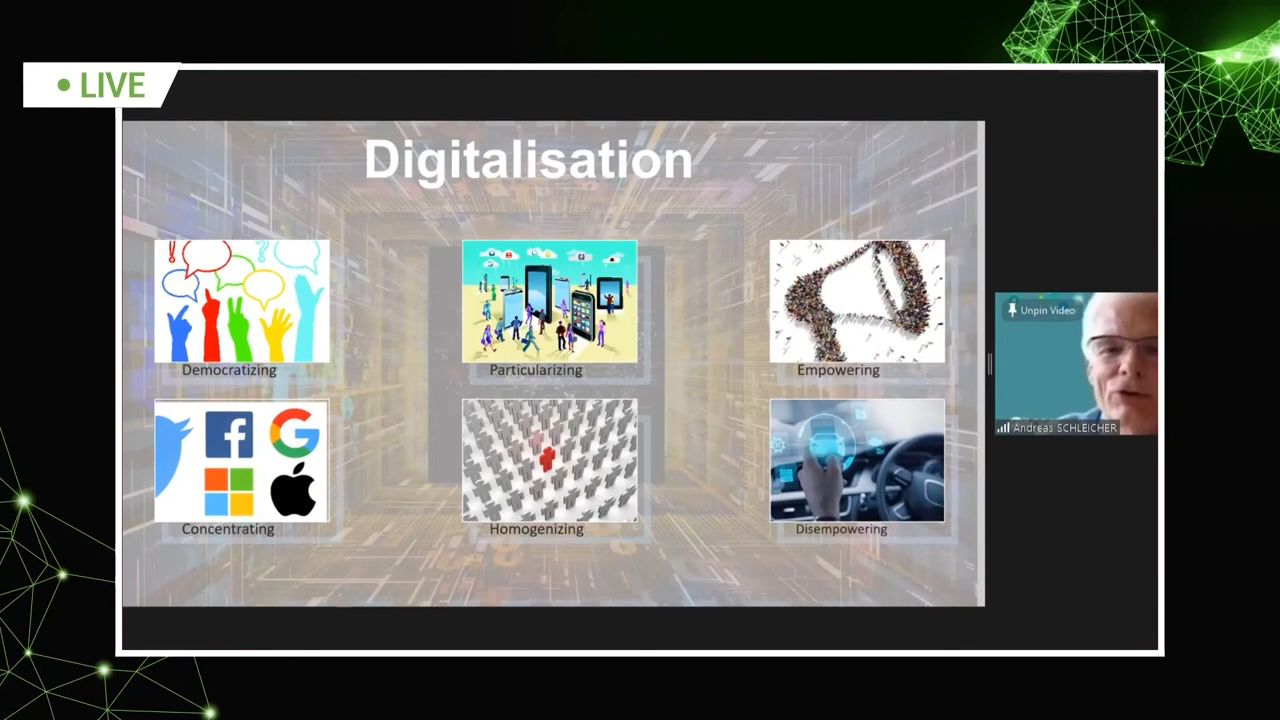 LIVE
Digitalisation
Democratizing
Particularizing
Empowering
Concentrating
Homogenizing
Disempowering
Unpin Video
Andreas SCHLEICHER